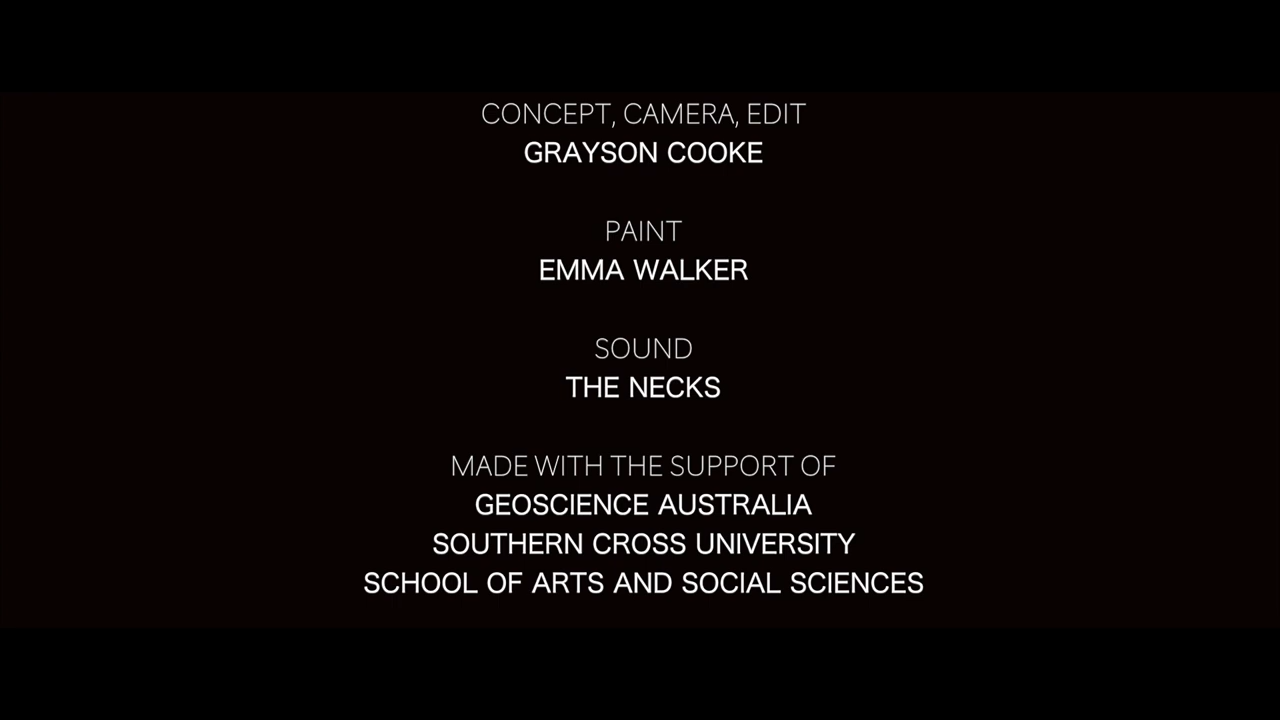 CONCEPT, CAMERA, EDIT
GRAYSON COOKE
PAINT
EMMA WALKER
SOUND
THE NECKS
MADE WITH THE SUPPORT OF
GEOSCIENCE AUSTRALIA
SOUTHERN CROSS UNIVERSITY
SCHOOL OF ARTS AND SOCIAL SCIENCES